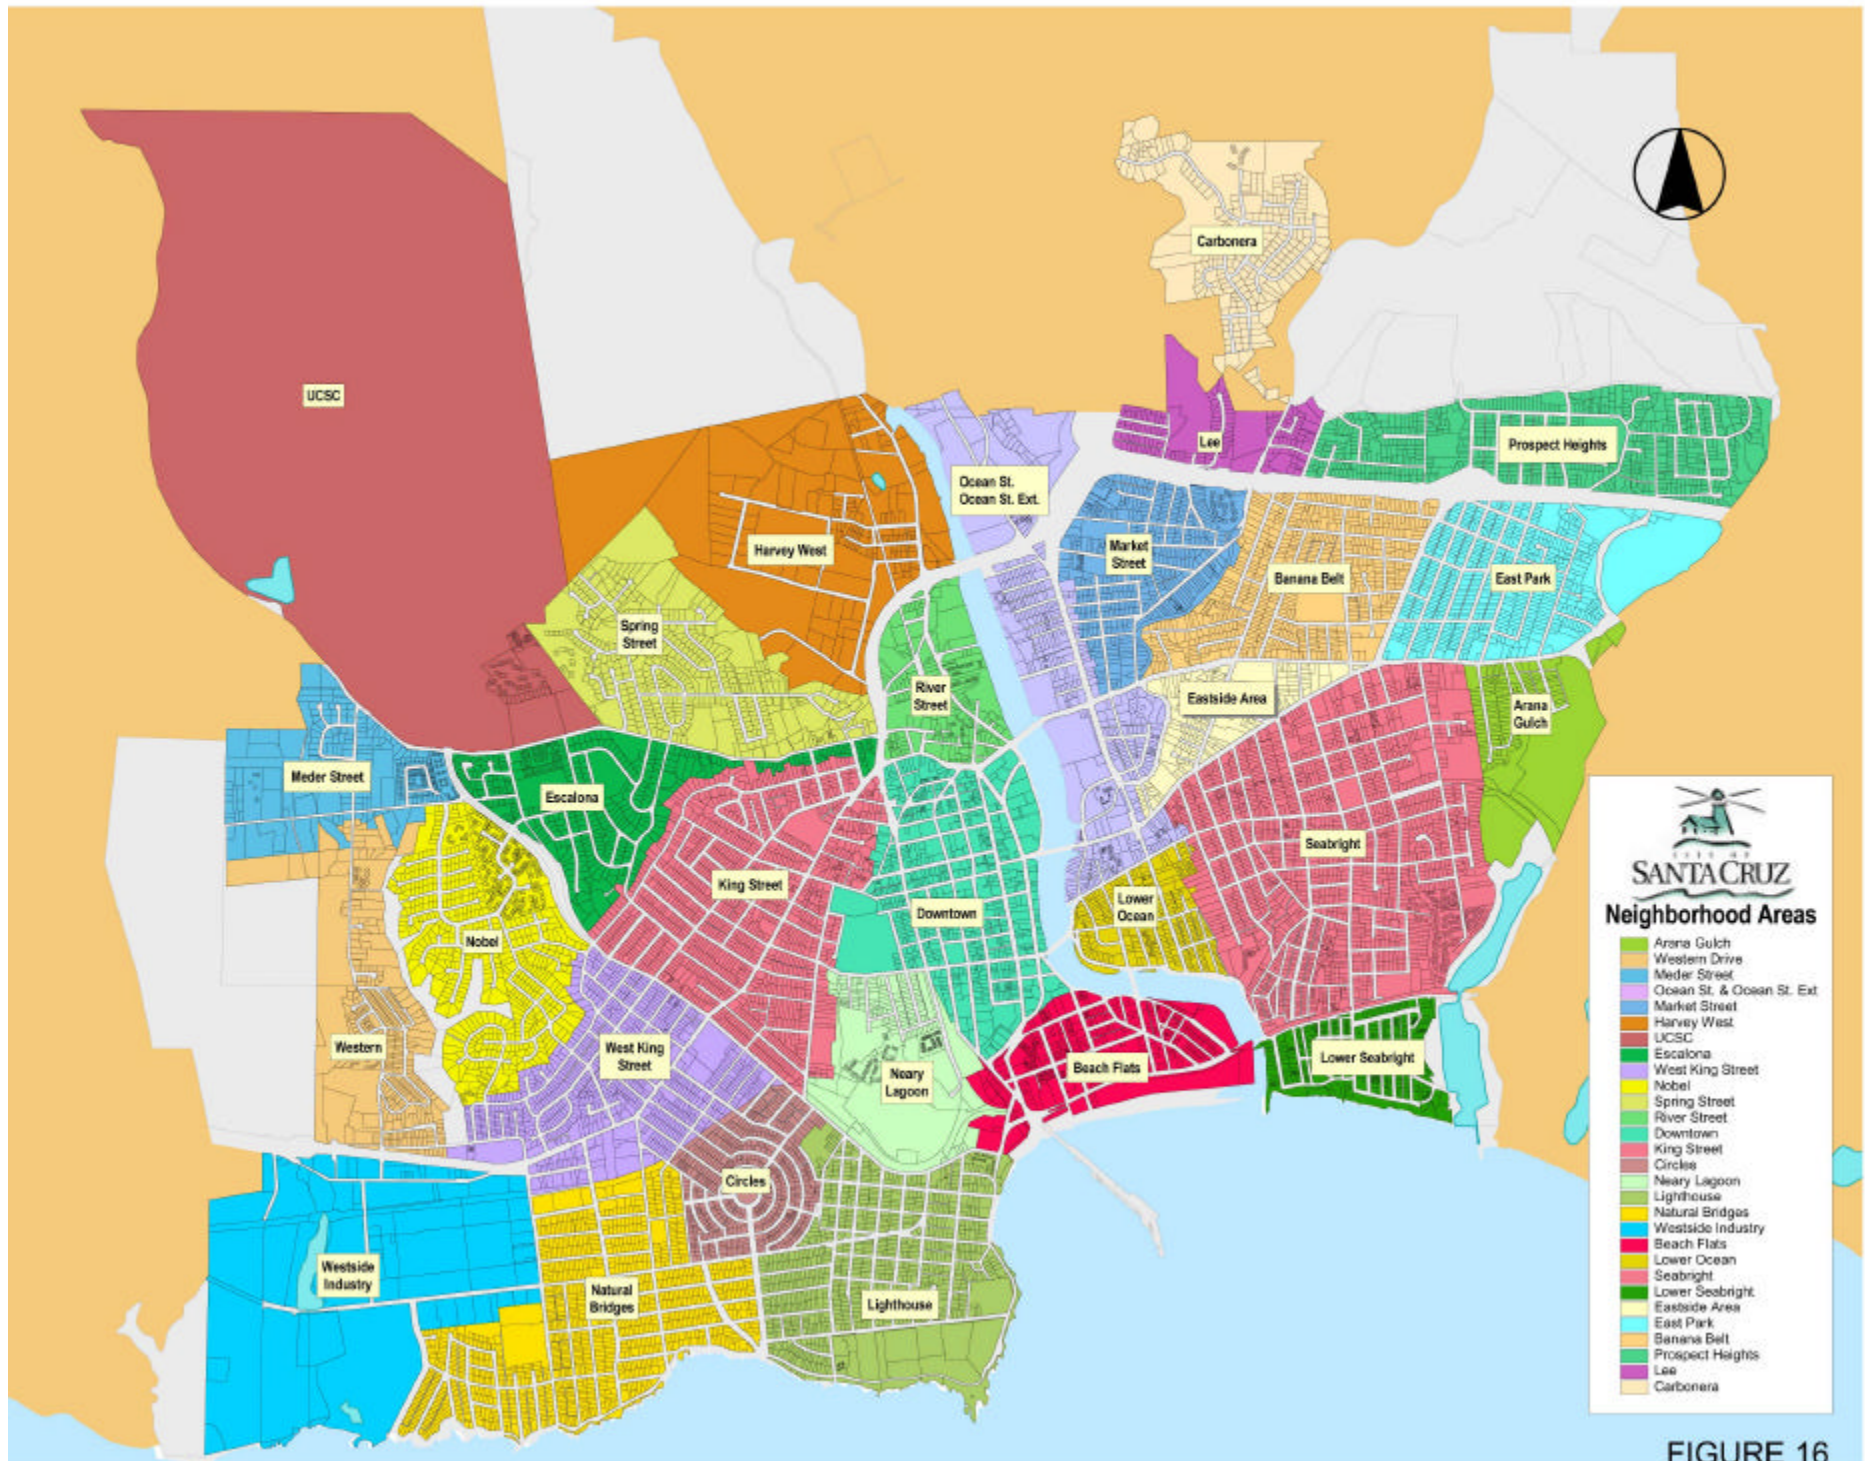 UCSC
Carbonera
Lee
Prospect Heights
Ocean St.
Ocean St. Ext.
Harvey West
Market
Street
Banana Belt
East Park
Spring
Street
River
Street
Eastside Area
Arana
Gulch
Meder Street
Escalona
King Street
Seabright
Downtown
Lower
Ocean
Nobel
Western
West King
Street
Neary
Lagoon
Beach Flats
Lower Seabright
Circles
Westside
Industry
Natural
Bridges
Lighthouse
CITY OF
SANTA CRUZ
Neighborhood Areas
Arana Gulch
Western Drive
Meder Street
Ocean St. & Ocean St. Ext
Market Street
Harvey West
UCSC
Escalona
West King Street
Nobel
Spring Street
River Street
Downtown
King Street
Circles
Neary Lagoon
Lighthouse
Natural Bridges
Westside Industry
Beach Flats
Lower Ocean
Seabright
Lower Seabright
Eastside Area
East Park
Banana Belt
Prospect Heights
Lee
Carbonera
FIGURE 16